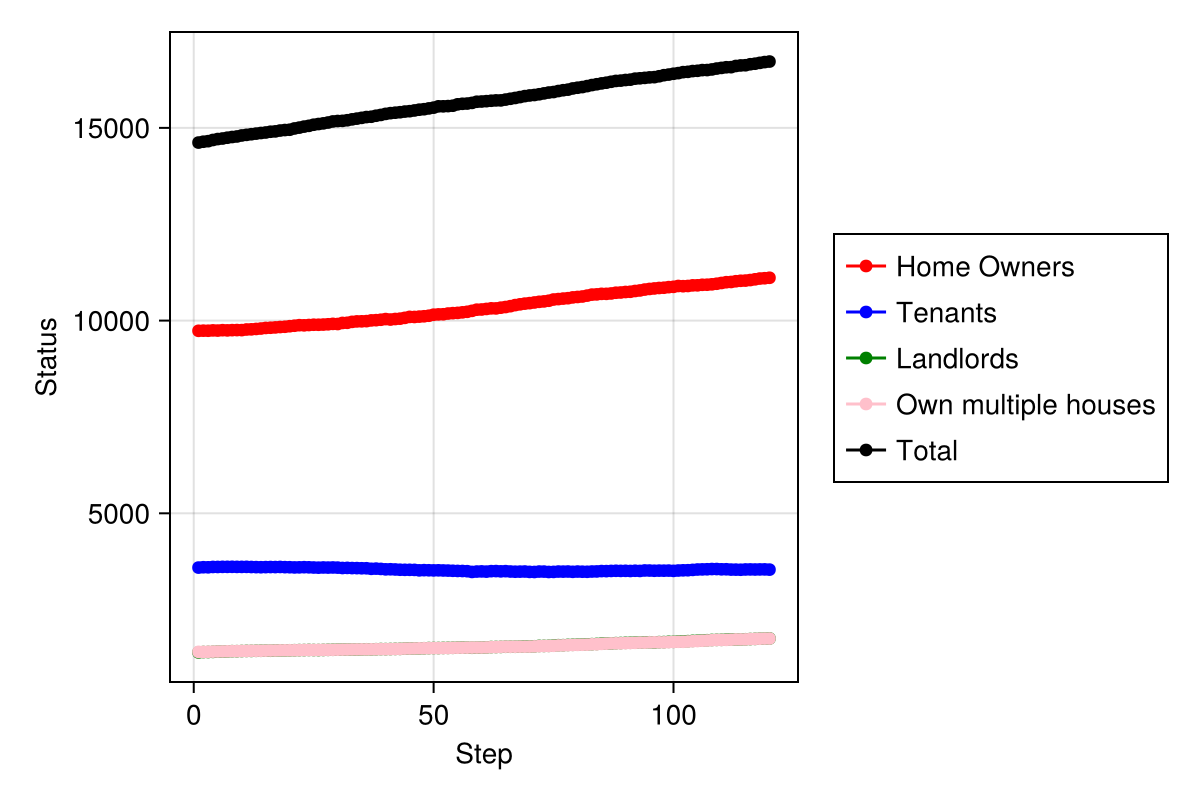 15000
10000
5000
Status
0 50 100
Step
Home Owners
Tenants
Landlords
Own multiple houses
Total